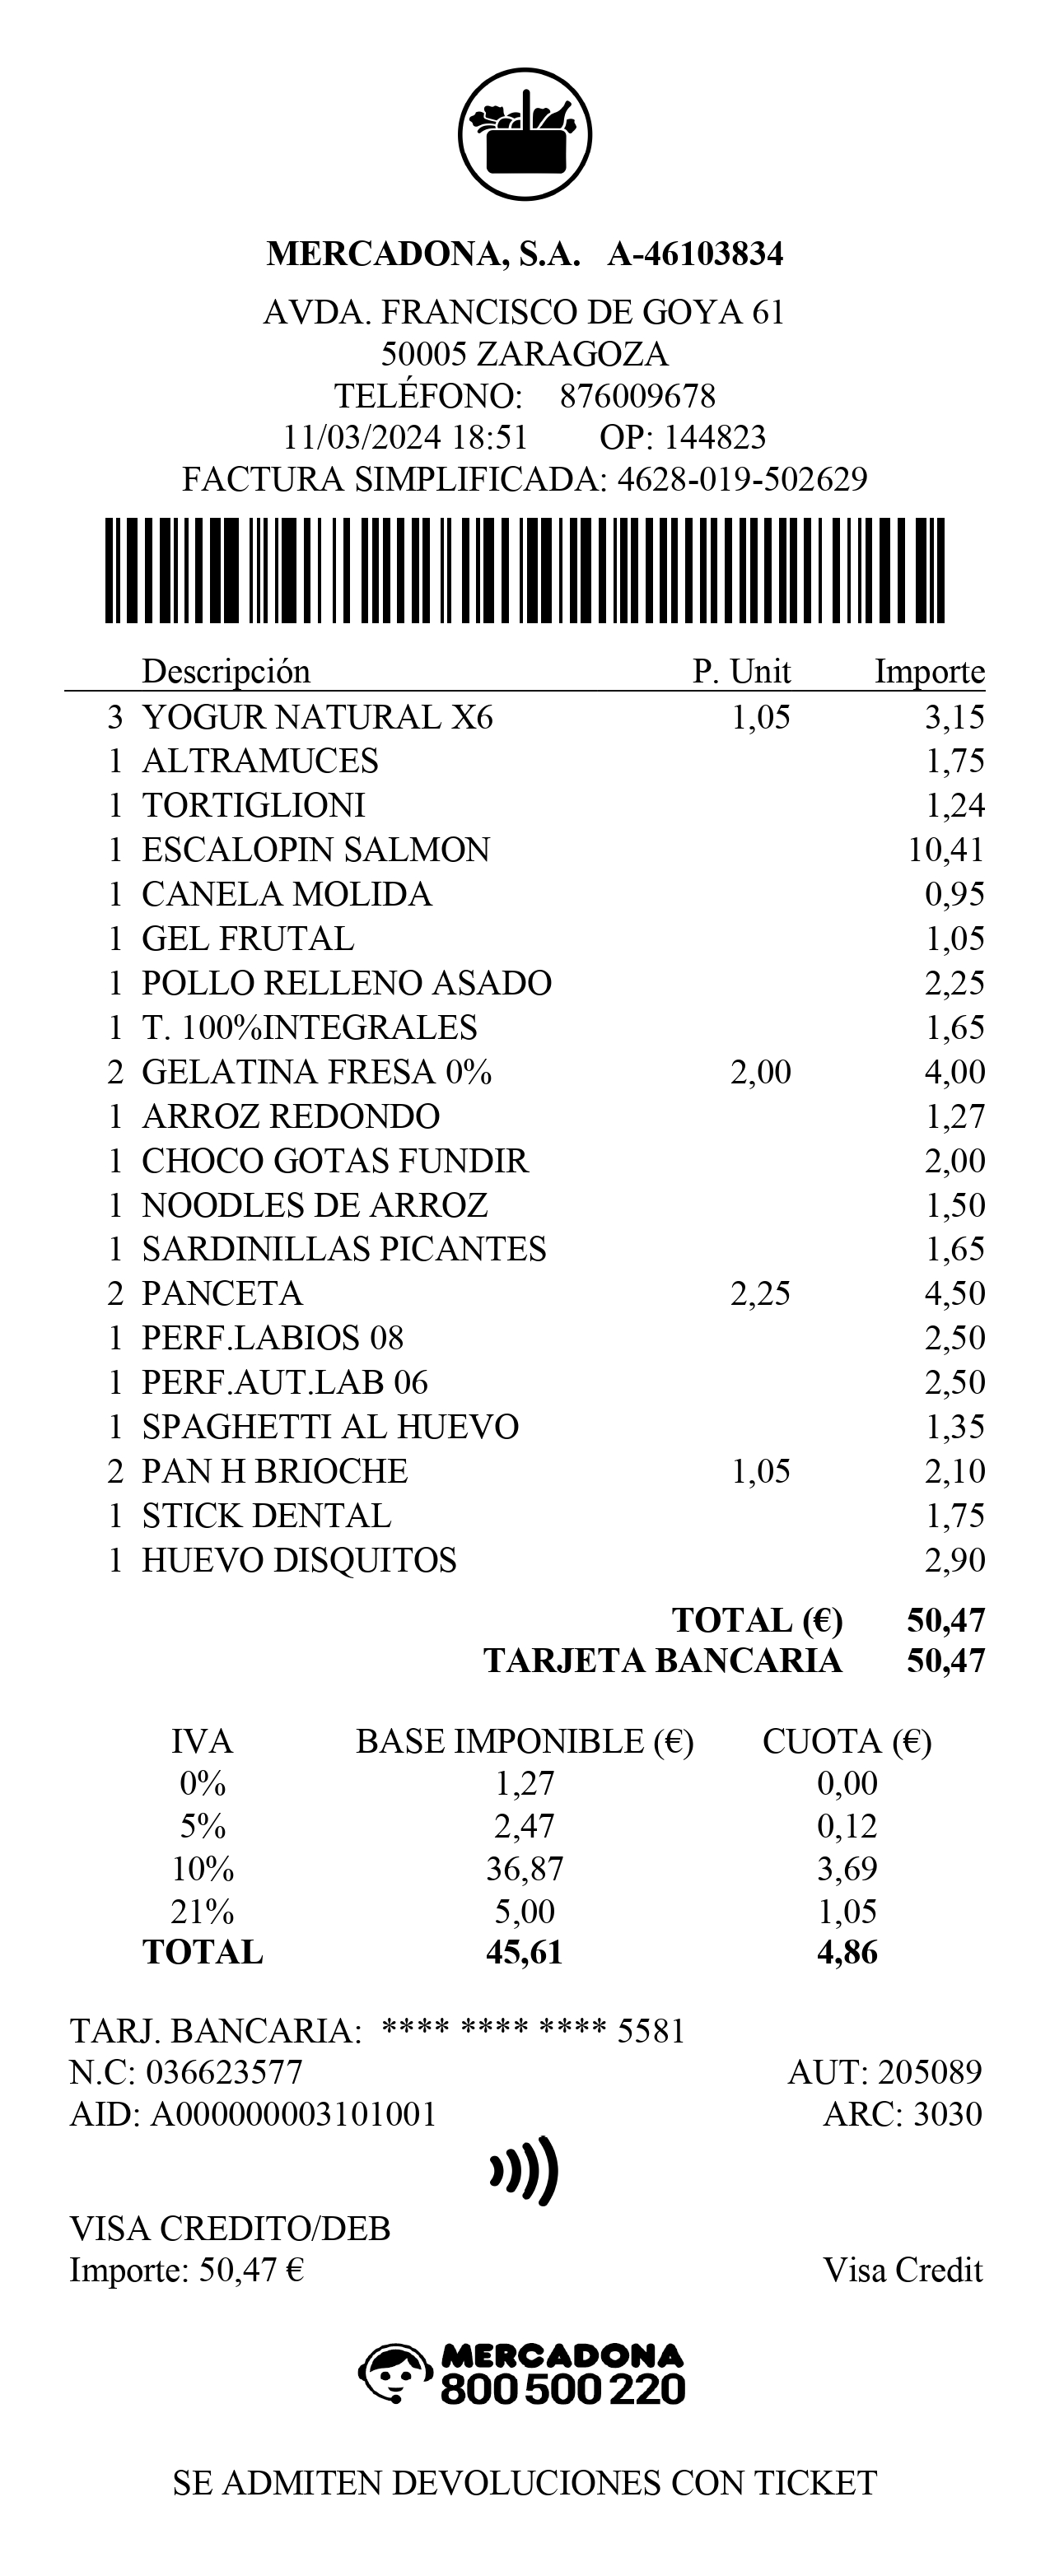 MERCADONA, S.A. A-46103834
AVDA. FRANCISCO DE GOYA 61
50005 ZARAGOZA
TELÉFONO: 876009678
11/03/2024 18:51 OP: 144823
FACTURA SIMPLIFICADA: 4628-019-502629
Descripción P. Unit Importe
3 YOGUR NATURAL X6 1,05 3,15
1 ALTRAMUCES 1,75
1 TORTIGLIONI 1,24
1 ESCALOPIN SALMON 10,41
1 CANELA MOLIDA 0,95
1 GEL FRUTAL 1,05
1 POLLO RELLENO ASADO 2,25
1 T. 100%INTEGRALES 1,65
2 GELATINA FRESA 0% 2,00 4,00
1 ARROZ REDONDO 1,27
1 CHOCO GOTAS FUNDIR 2,00
1 NOODLES DE ARROZ 1,50
1 SARDINILLAS PICANTES 1,65
2 PANCETA 2,25 4,50
1 PERF.LABIOS 08 2,50
1 PERF.AUT.LAB 06 2,50
1 SPAGHETTI AL HUEVO 1,35
2 PAN H BRIOCHE 1,05 2,10
1 STICK DENTAL 1,75
1 HUEVO DISQUITOS 2,90
TOTAL (€) 50,47
TARJETA BANCARIA 50,47
IVA BASE IMPONIBLE (€) CUOTA (€)
0% 1,27 0,00
5% 2,47 0,12
10% 36,87 3,69
21% 5,00 1,05
TOTAL 45,61 4,86
TARJ. BANCARIA: **** **** **** 5581
N.C: 036623577 AUT: 205089
AID: A000000003101001 ARC: 3030
VISA CREDITO/DEB
Importe: 50,47 € Visa Credit
MERCADONA
800 500 220
SE ADMITEN DEVOLUCIONES CON TICKET